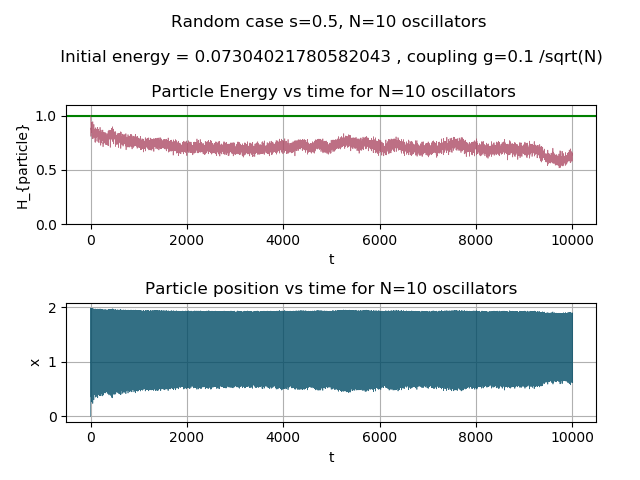 Random case s=0.5, N=10 oscillators
Initial energy = 0.07304021780582043 , coupling g=0.1 /sqrt(N)
Particle Energy vs time for N=10 oscillators
1.0
0.5
0.0
H_{particle}
0 2000 4000 6000 8000 10000
t
Particle position vs time for N=10 oscillators
2
1
0
x
0 2000 4000 6000 8000 10000
t